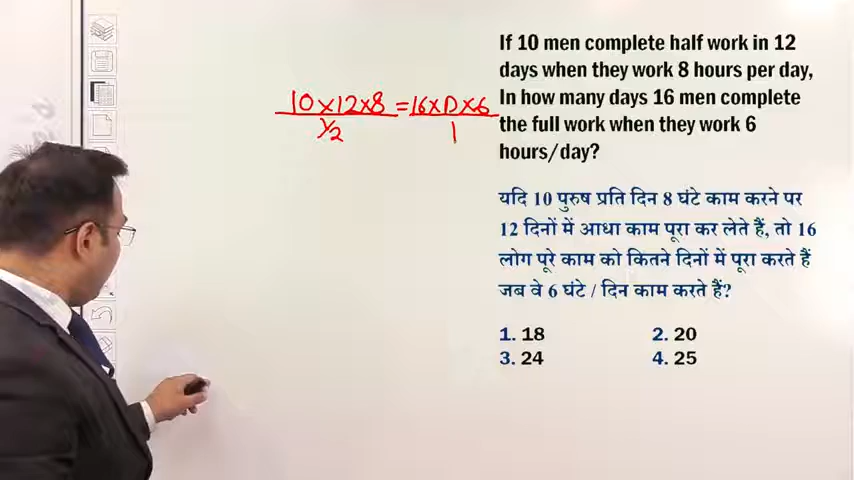 If 10 men complete half work in 12
days when they work 8 hours per day,
In how many days 16 men complete
the full work when they work 6
hours/day?
10×12×8 = 16×D×6
1/2 1
यदि 10 पुरुष प्रति दिन 8 घंटे काम करने पर
12 दिनों में आधा काम पूरा कर लेते हैं, तो 16
लोग पूरे काम को कितने दिनों में पूरा करते हैं
जब वे 6 घंटे / दिन काम करते हैं?
1. 18 2. 20
3. 24 4. 25